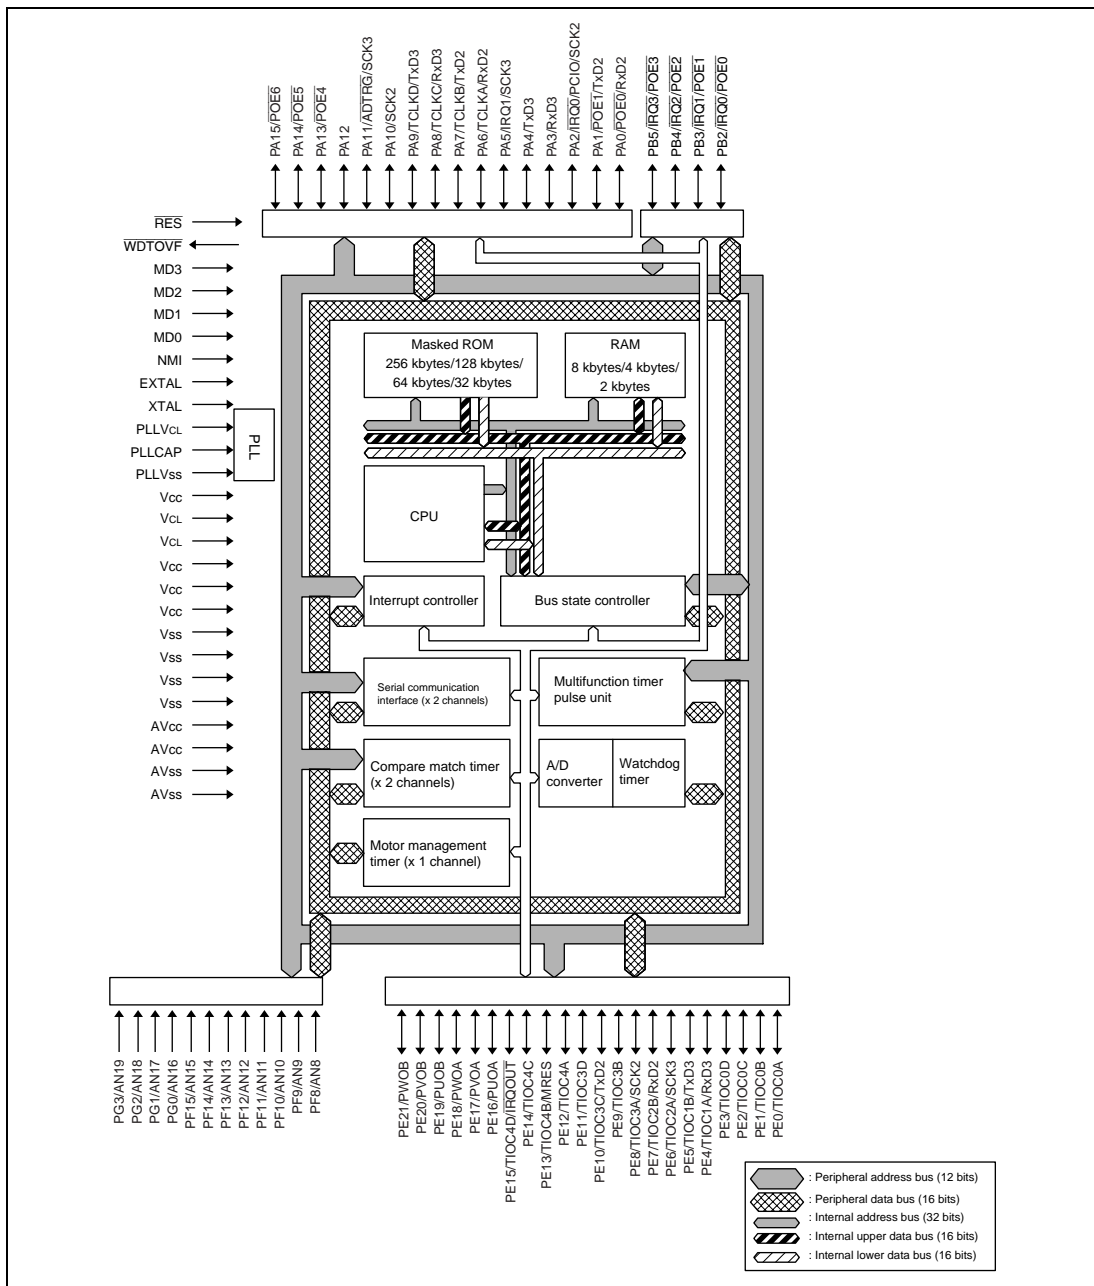 PA15/POE6
PA14/POE5
PA13/POE4
PA12
PA11/ADTRG/SCK3
PA10/SCK2
PA9/TCLKD/TxD3
PA8/TCLKC/RxD3
PA7/TCLKB/TxD2
PA6/TCLKA/RxD2
PA5/IRQ1/SCK3
PA4/TxD3
PA3/RxD3
PA2/IRQ0/PCIO/SCK2
PA1/POE1/TxD2
PA0/POE0/RxD2
PB5/IRQ3/POE3
PB4/IRQ2/POE2
PB3/IRQ1/POE1
PB2/IRQ0/POE0
RES
WDTOVF
MD3
MD2
MD1
MD0
NMI
EXTAL
XTAL
PLLVCL
PLLCAP
PLLVss
Vcc
VCL
VCL
Vcc
Vcc
Vcc
Vss
Vss
Vss
Vss
AVcc
AVcc
AVss
AVss
PLL
Masked ROM
256 kbytes/128 kbytes/
64 kbytes/32 kbytes
RAM
8 kbytes/4 kbytes/
2 kbytes
CPU
Interrupt controller
Bus state controller
Serial communication
interface (x 2 channels)
Multifunction timer
pulse unit
Compare match timer
(x 2 channels)
A/D
converter
Watchdog
timer
Motor management
timer (x 1 channel)
PG3/AN19
PG2/AN18
PG1/AN17
PG0/AN16
PF15/AN15
PF14/AN14
PF13/AN13
PF12/AN12
PF11/AN11
PF10/AN10
PF9/AN9
PF8/AN8
PE21/PWOB
PE20/PVOB
PE19/PUOB
PE18/PWOA
PE17/PVOA
PE16/PUOA
PE15/TIOC4D/IRQOUT
PE14/TIOC4C
PE13/TIOC4B/MRES
PE12/TIOC4A
PE11/TIOC3D
PE10/TIOC3C/TxD2
PE9/TIOC3B
PE8/TIOC3A/SCK2
PE7/TIOC2B/RxD2
PE6/TIOC2A/SCK3
PE5/TIOC1B/TxD3
PE4/TIOC1A/RxD3
PE3/TIOC0D
PE2/TIOC0C
PE1/TIOC0B
PE0/TIOC0A
: Peripheral address bus (12 bits)
: Peripheral data bus (16 bits)
: Internal address bus (32 bits)
: Internal upper data bus (16 bits)
: Internal lower data bus (16 bits)